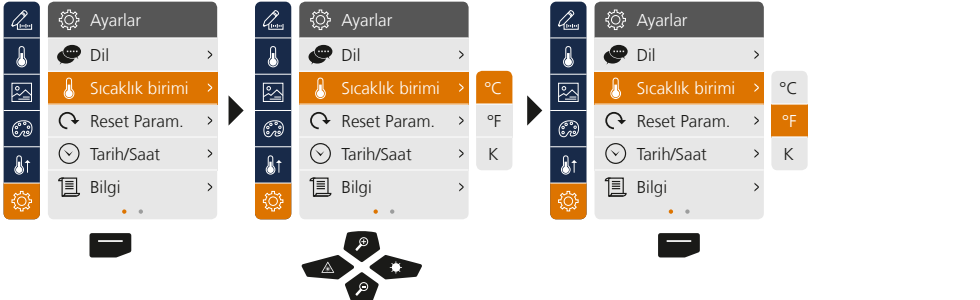 Ayarlar
Dil
Sıcaklık birimi
Reset Param.
Tarih/Saat
Bilgi
Ayarlar
Dil
Sıcaklık birimi
°C
Reset Param.
°F
Tarih/Saat
K
Bilgi
Ayarlar
Dil
Sıcaklık birimi
°C
Reset Param.
°F
Tarih/Saat
K
Bilgi